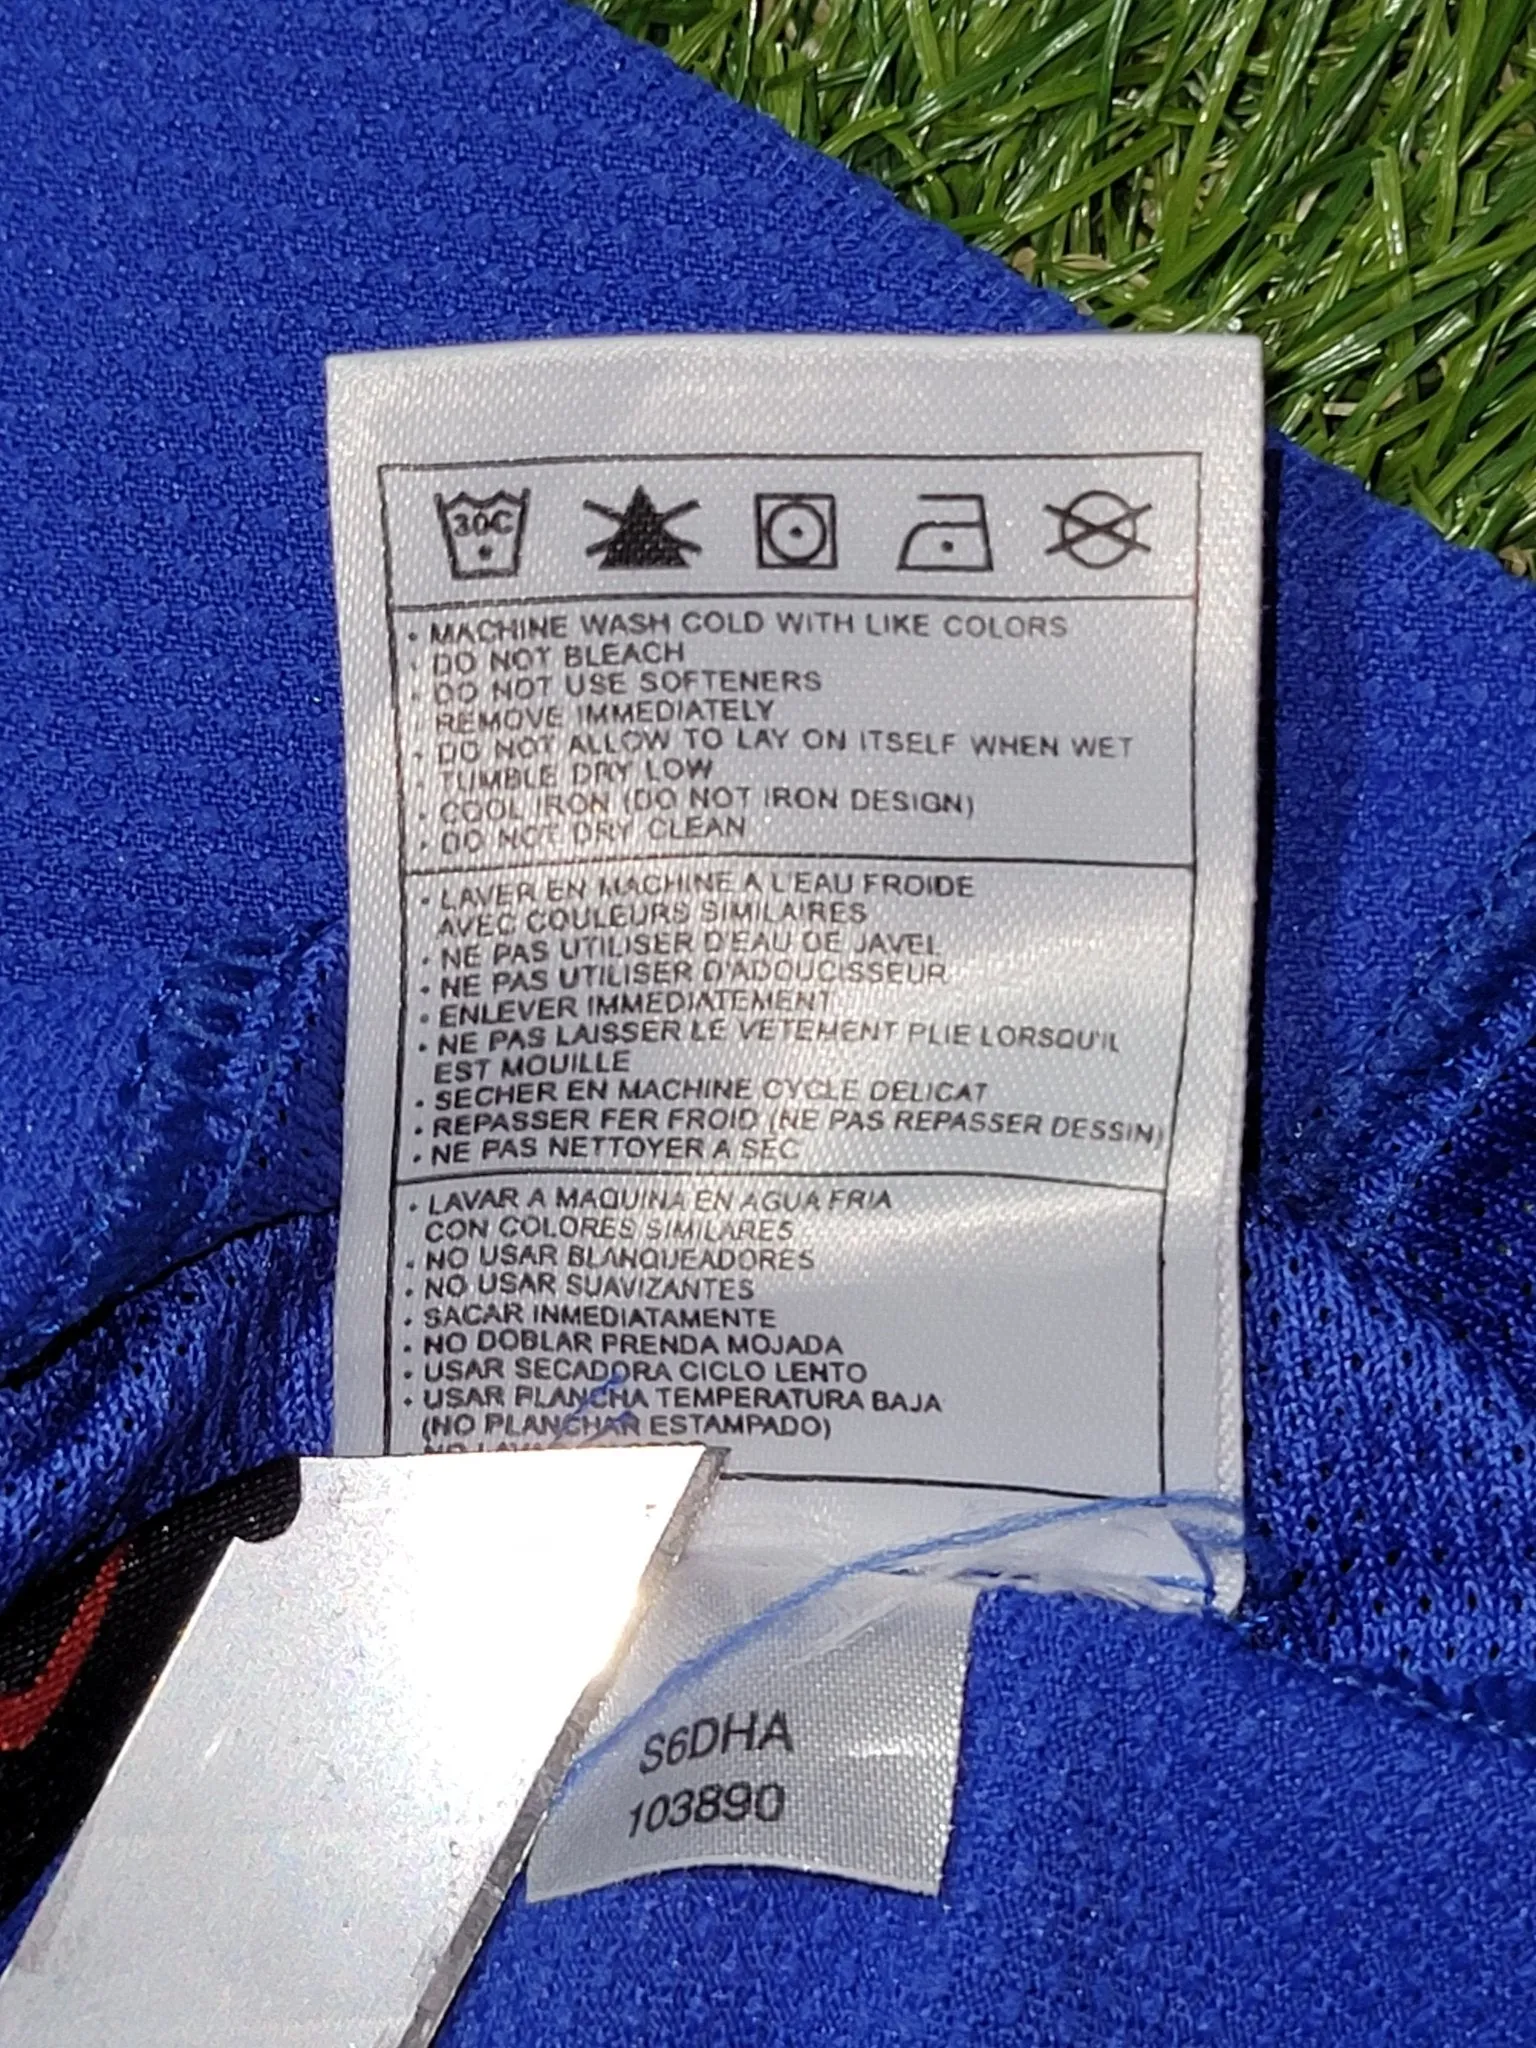 30C
• MACHINE WASH COLD WITH LIKE COLORS
• DO NOT BLEACH
• DO NOT USE SOFTENERS
• REMOVE IMMEDIATELY
• DO NOT ALLOW TO LAY ON ITSELF WHEN WET
• TUMBLE DRY LOW
• COOL IRON (DO NOT IRON DESIGN)
• DO NOT DRY CLEAN
• LAVER EN MACHINE A L'EAU FROIDE
AVEC COULEURS SIMILAIRES
• NE PAS UTILISER D'EAU DE JAVEL
• NE PAS UTILISER D'ADOUCISSEUR
• ENLEVER IMMEDIATEMENT
• NE PAS LAISSER LE VETEMENT PLIE LORSQU'IL
EST MOUILLE
• SECHER EN MACHINE CYCLE DELICAT
• REPASSER FER FROID (NE PAS REPASSER DESSIN)
• NE PAS NETTOYER A SEC
• LAVAR A MAQUINA EN AGUA FRIA
CON COLORES SIMILARES
• NO USAR BLANQUEADORES
• NO USAR SUAVIZANTES
• SACAR INMEDIATAMENTE
• NO DOBLAR PRENDA MOJADA
• USAR SECADORA CICLO LENTO
• USAR PLANCHA TEMPERATURA BAJA
(NO PLANCHAR ESTAMPADO)
S6DHA
103890